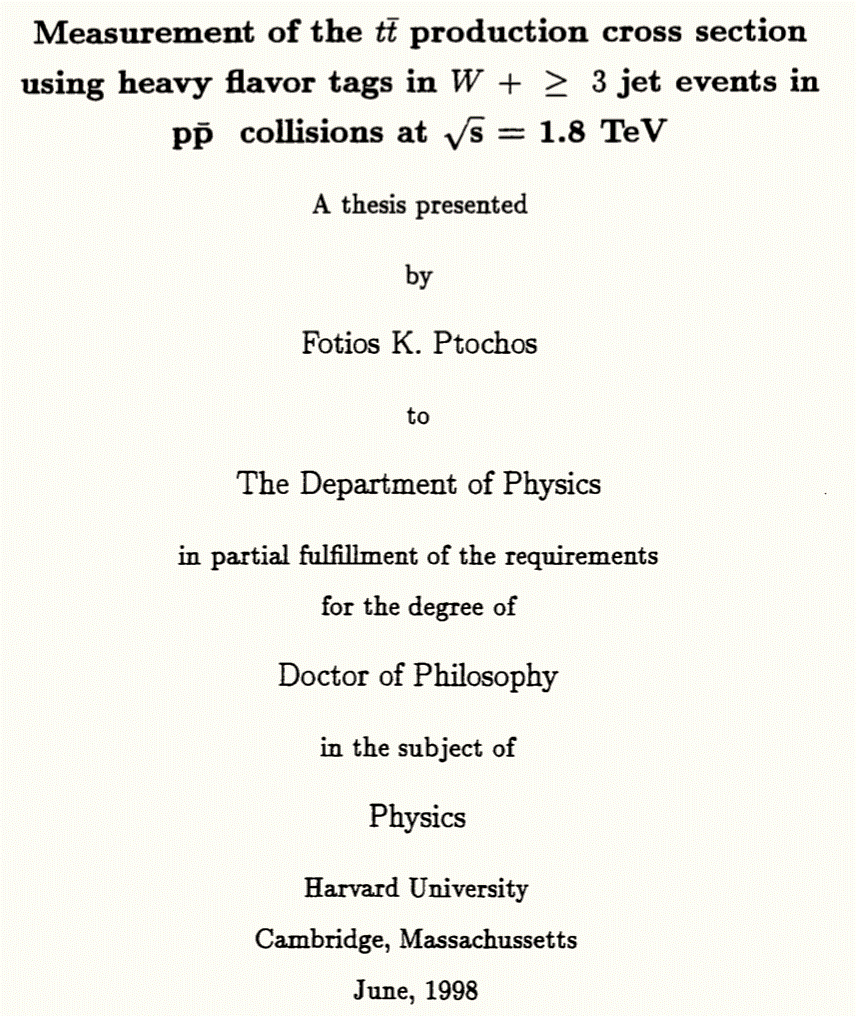 Measurement of the tt̄ production cross section
using heavy flavor tags in W + ≥ 3 jet events in
pp̄ collisions at √s = 1.8 TeV
A thesis presented
by
Fotios K. Ptochos
to
The Department of Physics
in partial fulfillment of the requirements
for the degree of
Doctor of Philosophy
in the subject of
Physics
Harvard University
Cambridge, Massachussetts
June, 1998